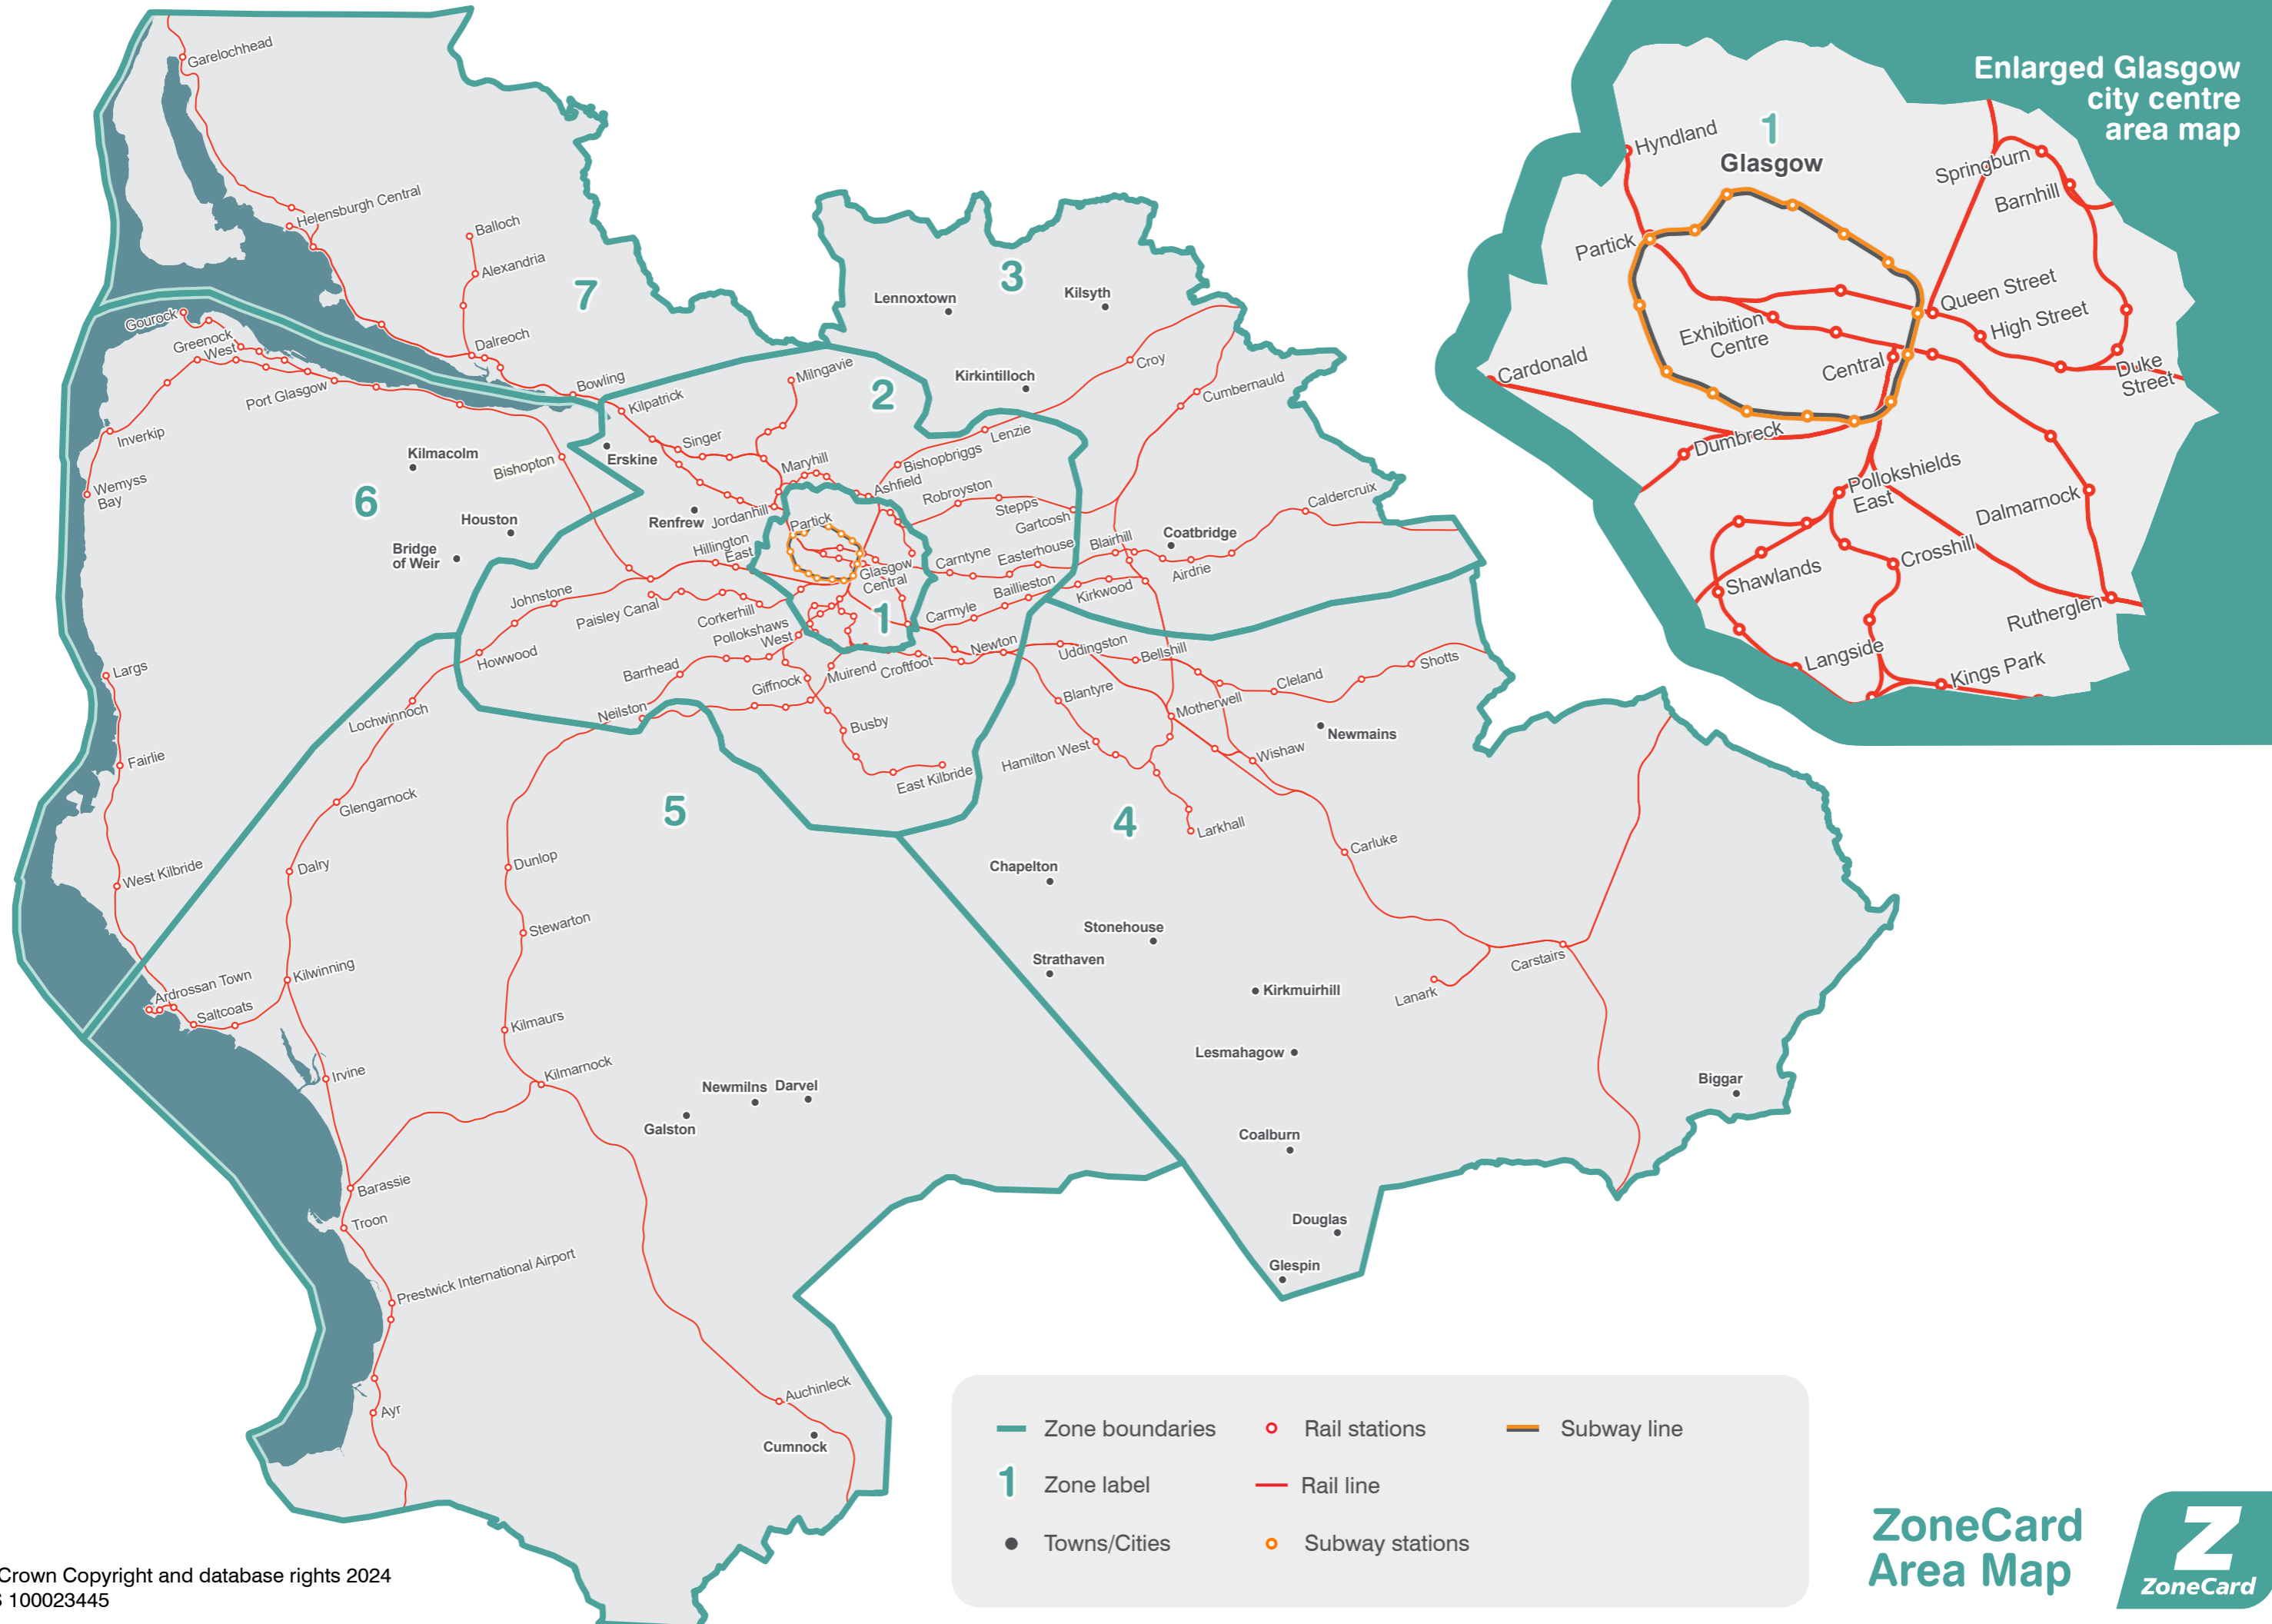 Garelochhead
Helensburgh Central
Balloch
Alexandria
7
Dalreoch
Bowling
Gourock
Greenock
West
Port Glasgow
Inverkip
Wemyss
Bay
Kilmacolm
Bishopton
6
Houston
Bridge
of Weir
Largs
Fairlie
West Kilbride
3
Lennoxtown
Kilsyth
Kirkintilloch
Croy
Cumbernauld
Milngavie
2
Kilpatrick
Singer
Erskine
Maryhill
Lenzie
Bishopbriggs
Ashfield
Robroyston
Stepps
Gartcosh
Caldercruix
Renfrew
Jordanhill
Partick
Hillington
East
Glasgow
Central
1
Carntyne
Easterhouse
Blairhill
Coatbridge
Airdrie
Baillieston
Kirkwood
Carmyle
Johnstone
Paisley Canal
Corkerhill
Pollokshaws
West
Howwood
Barrhead
Giffnock
Muirend
Croftfoot
Newton
Uddingston
Bellshill
Cleland
Shotts
Neilston
Busby
East Kilbride
Blantyre
Motherwell
Hamilton West
Wishaw
Newmains
Larkhall
Lochwinnoch
Glengarnock
Dalry
5
Dunlop
Stewarton
4
Carluke
Chapelton
Stonehouse
Strathaven
Kirkmuirhill
Lanark
Carstairs
Ardrossan Town
Saltcoats
Kilwinning
Kilmaurs
Irvine
Kilmarnock
Newmilns
Darvel
Galston
Lesmahagow
Biggar
Coalburn
Barassie
Troon
Douglas
Glespin
Prestwick International Airport
Auchinleck
Ayr
Cumnock
Enlarged Glasgow
city centre
area map
Hyndland
1
Glasgow
Springburn
Barnhill
Partick
Queen Street
High Street
Exhibition
Centre
Central
Duke
Street
Cardonald
Dumbreck
Pollokshields
East
Dalmarnock
Crosshill
Shawlands
Rutherglen
Langside
Kings Park
Zone boundaries
Rail stations
Subway line
1
Zone label
Rail line
Towns/Cities
Subway stations
ZoneCard
Area Map
Z
ZoneCard
Crown Copyright and database rights 2024
100023445